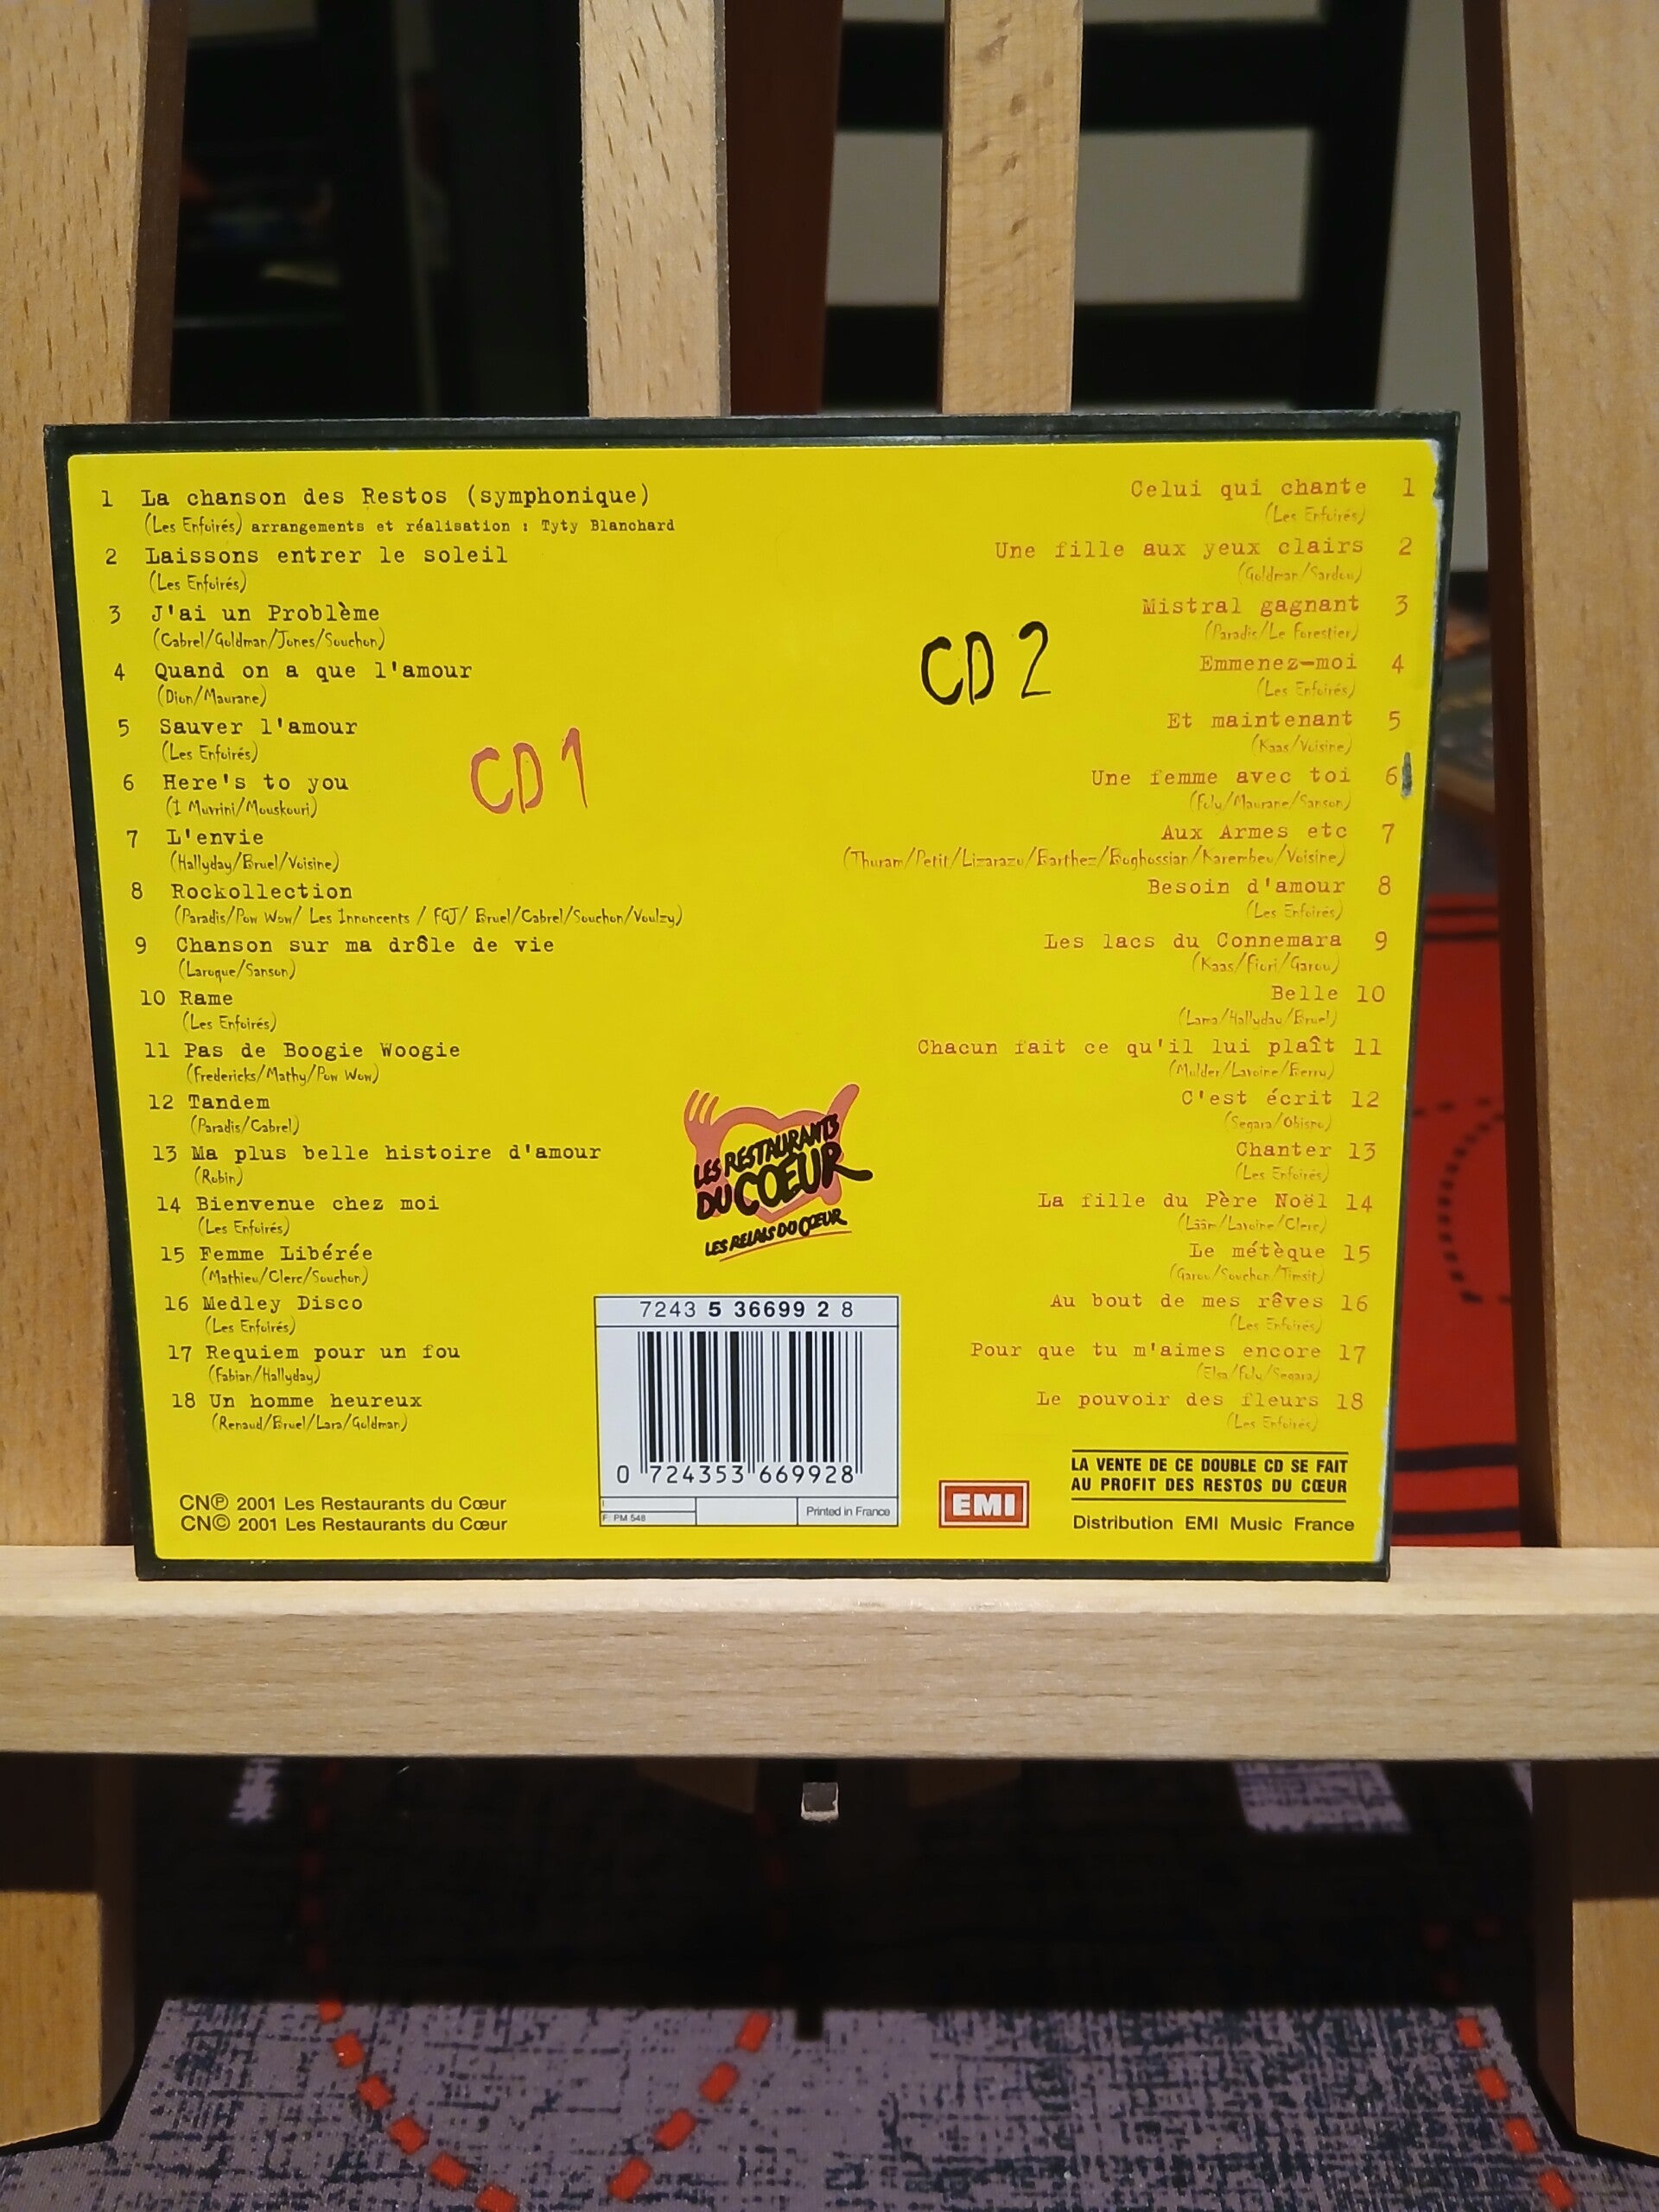 1 La chanson des Restos (symphonique)
(Les Enfoirés) arrangements et réalisation : Tyty Blanchard
2 Laissons entrer le soleil
(Les Enfoirés)
3 J'ai un Problème
(Cabrel/Goldman/Jones/Souchon)
4 Quand on a que l'amour
(Dion/Maurane)
5 Sauver l'amour
(Les Enfoirés)
6 Here's to you
(I Muvrini/Mouskouri)
7 L'envie
(Hallyday/Bruel/Voisine)
8 Rockollection
(Paradis/Pow Wow/ Les Innoncents / FGJ/ Bruel/Cabrel/Souchon/Voulzy)
9 Chanson sur ma drôle de vie
(Laroque/Sanson)
10 Rame
(Les Enfoirés)
11 Pas de Boogie Woogie
(Fredericks/Mathy/Pow Wow)
12 Tandem
(Paradis/Cabrel)
13 Ma plus belle histoire d'amour
(Robin)
14 Bienvenue chez moi
(Les Enfoirés)
15 Femme Libérée
(Mathieu/Clerc/Souchon)
16 Medley Disco
(Les Enfoirés)
17 Requiem pour un fou
(Fabian/Hallyday)
18 Un homme heureux
(Renaud/Bruel/Lara/Goldman)
CD 1
CD 2
Celui qui chante 1
(Les Enfoirés)
Une fille aux yeux clairs 2
(Goldman/Sardou)
Mistral gagnant 3
(Paradis/Le Forestier)
Emmenez-moi 4
(Les Enfoirés)
Et maintenant 5
(Kaas/Voisine)
Une femme avec toi 6
(Foly/Maurane/Sanson)
Aux Armes etc 7
(Thuram/Petit/Lizarazu/Barthez/Boghossian/Karembeu/Voisine)
Besoin d'amour 8
(Les Enfoirés)
Les lacs du Connemara 9
(Kaas/Fiori/Garou)
Belle 10
(Lama/Hallyday/Bruel)
Chacun fait ce qu'il lui plaît 11
(Mulder/Lavoine/Berry)
C'est écrit 12
(Segara/Obispo)
Chanter 13
(Les Enfoirés)
La fille du Père Noël 14
(Lââm/Lavoine/Clerc)
Le métèque 15
(Garou/Souchon/Timsit)
Au bout de mes rêves 16
(Les Enfoirés)
Pour que tu m'aimes encore 17
(Elsa/Foly/Segara)
Le pouvoir des fleurs 18
(Les Enfoirés)
LES RESTAURANTS
DU COEUR
LES RELAIS DU CŒUR
7243 5 36699 2 8
0 724353 669928
F: PM 548
Printed in France
CN℗ 2001 Les Restaurants du Cœur
CN© 2001 Les Restaurants du Cœur
EMI
LA VENTE DE CE DOUBLE CD SE FAIT
AU PROFIT DES RESTOS DU CŒUR
Distribution EMI Music France